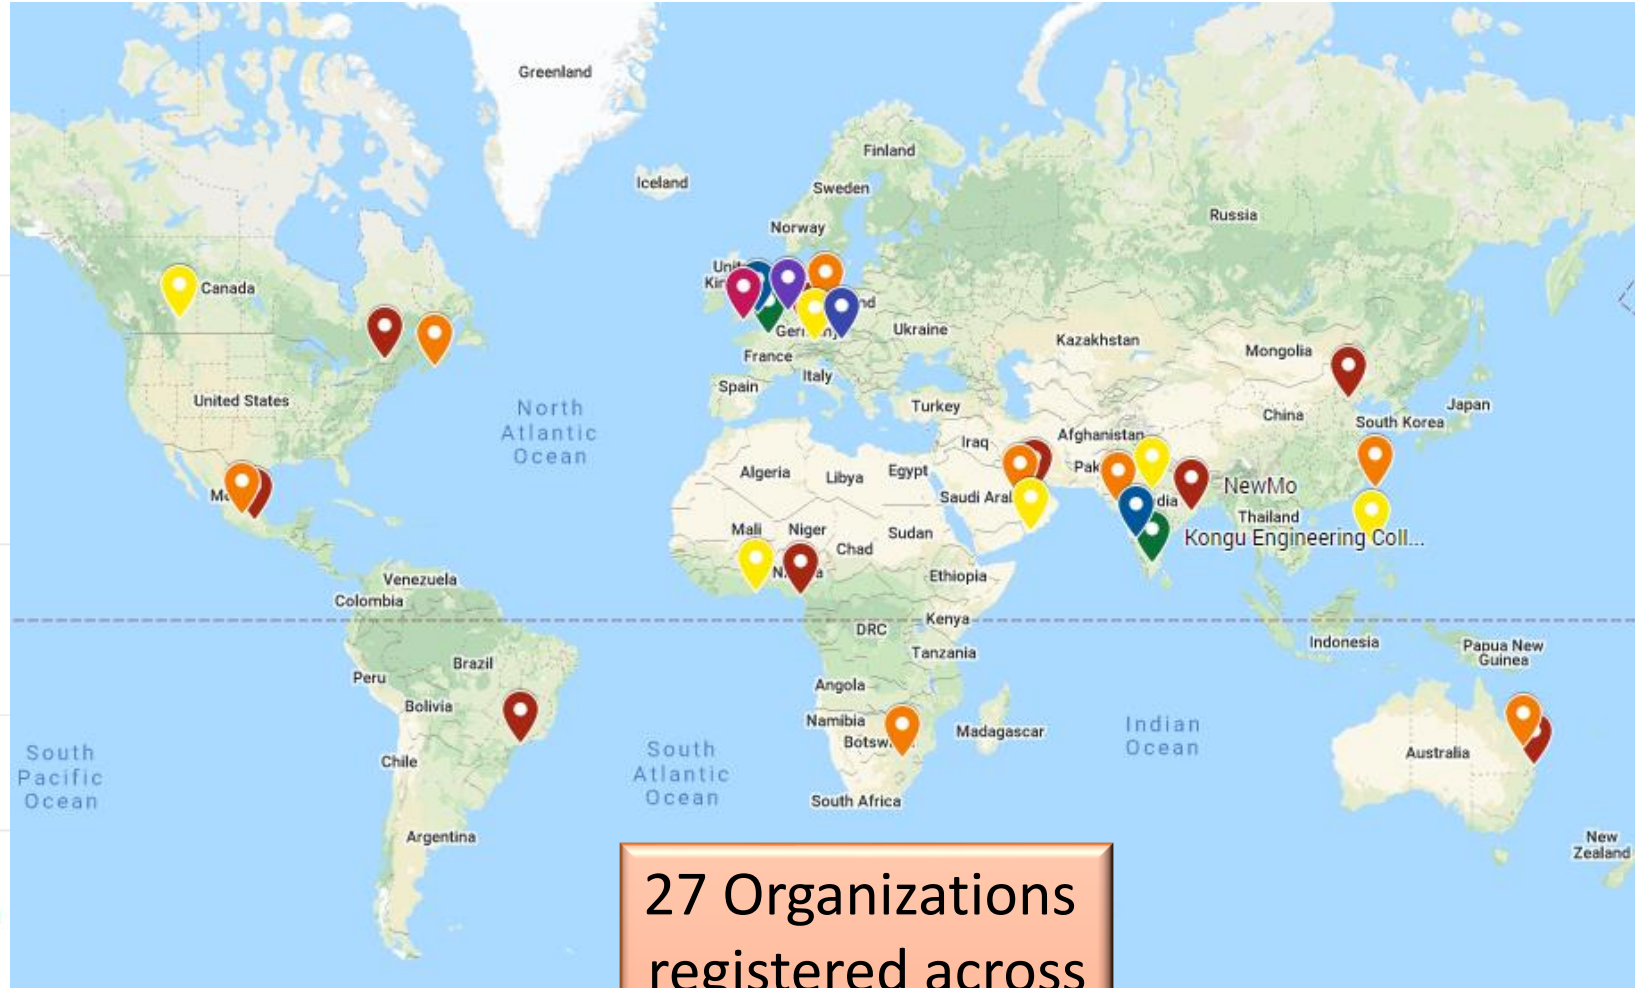 Greenland
Finland
Iceland
Sweden
Russia
Norway
Canada
Ukraine
Kazakhstan
Mongolia
France
Italy
Spain
United States
Turkey
Japan
China
South Korea
North
Atlantic
Ocean
Afghanistan
Iraq
Algeria
Libya
Egypt
NewMo
Thailand
Mali
Niger
Sudan
Kongu Engineering Coll...
Chad
Venezuela
Ethiopia
Colombia
Kenya
DRC
Indonesia
Papua New
Guinea
Tanzania
Brazil
Peru
Angola
Bolivia
Namibia
Madagascar
Indian
Ocean
South
Pacific
Ocean
South
Atlantic
Ocean
Australia
Chile
South Africa
Argentina
New
Zealand
27 Organizations
registered across